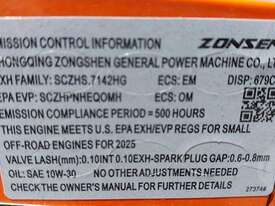 MISSION CONTROL INFORMATION ZONSEN
HONGQING ZONGSHEN GENERAL POWER MACHINE CO., LT
XH FAMILY: SCZHS.7142HG ECS: EM DISP: 679C
EPA EVP: SCZHPNHEQOMH ECS: OM
EMISSION COMPLIANCE PERIOD = 500 HOURS
THIS ENGINE MEETS U.S. EPA EXH/EVP REGS FOR SMALL
OFF-ROAD ENGINES FOR 2025
VALVE LASH(mm): 0.10INT 0.10EXH-SPARK PLUG GAP: 0.6-0.8mm
OIL: SAE 10W-30 NO OTHER ADJUSTMENTS NEEDED
CHECK THE OWNER'S MANUAL FOR FURTHER DETAILS
273748